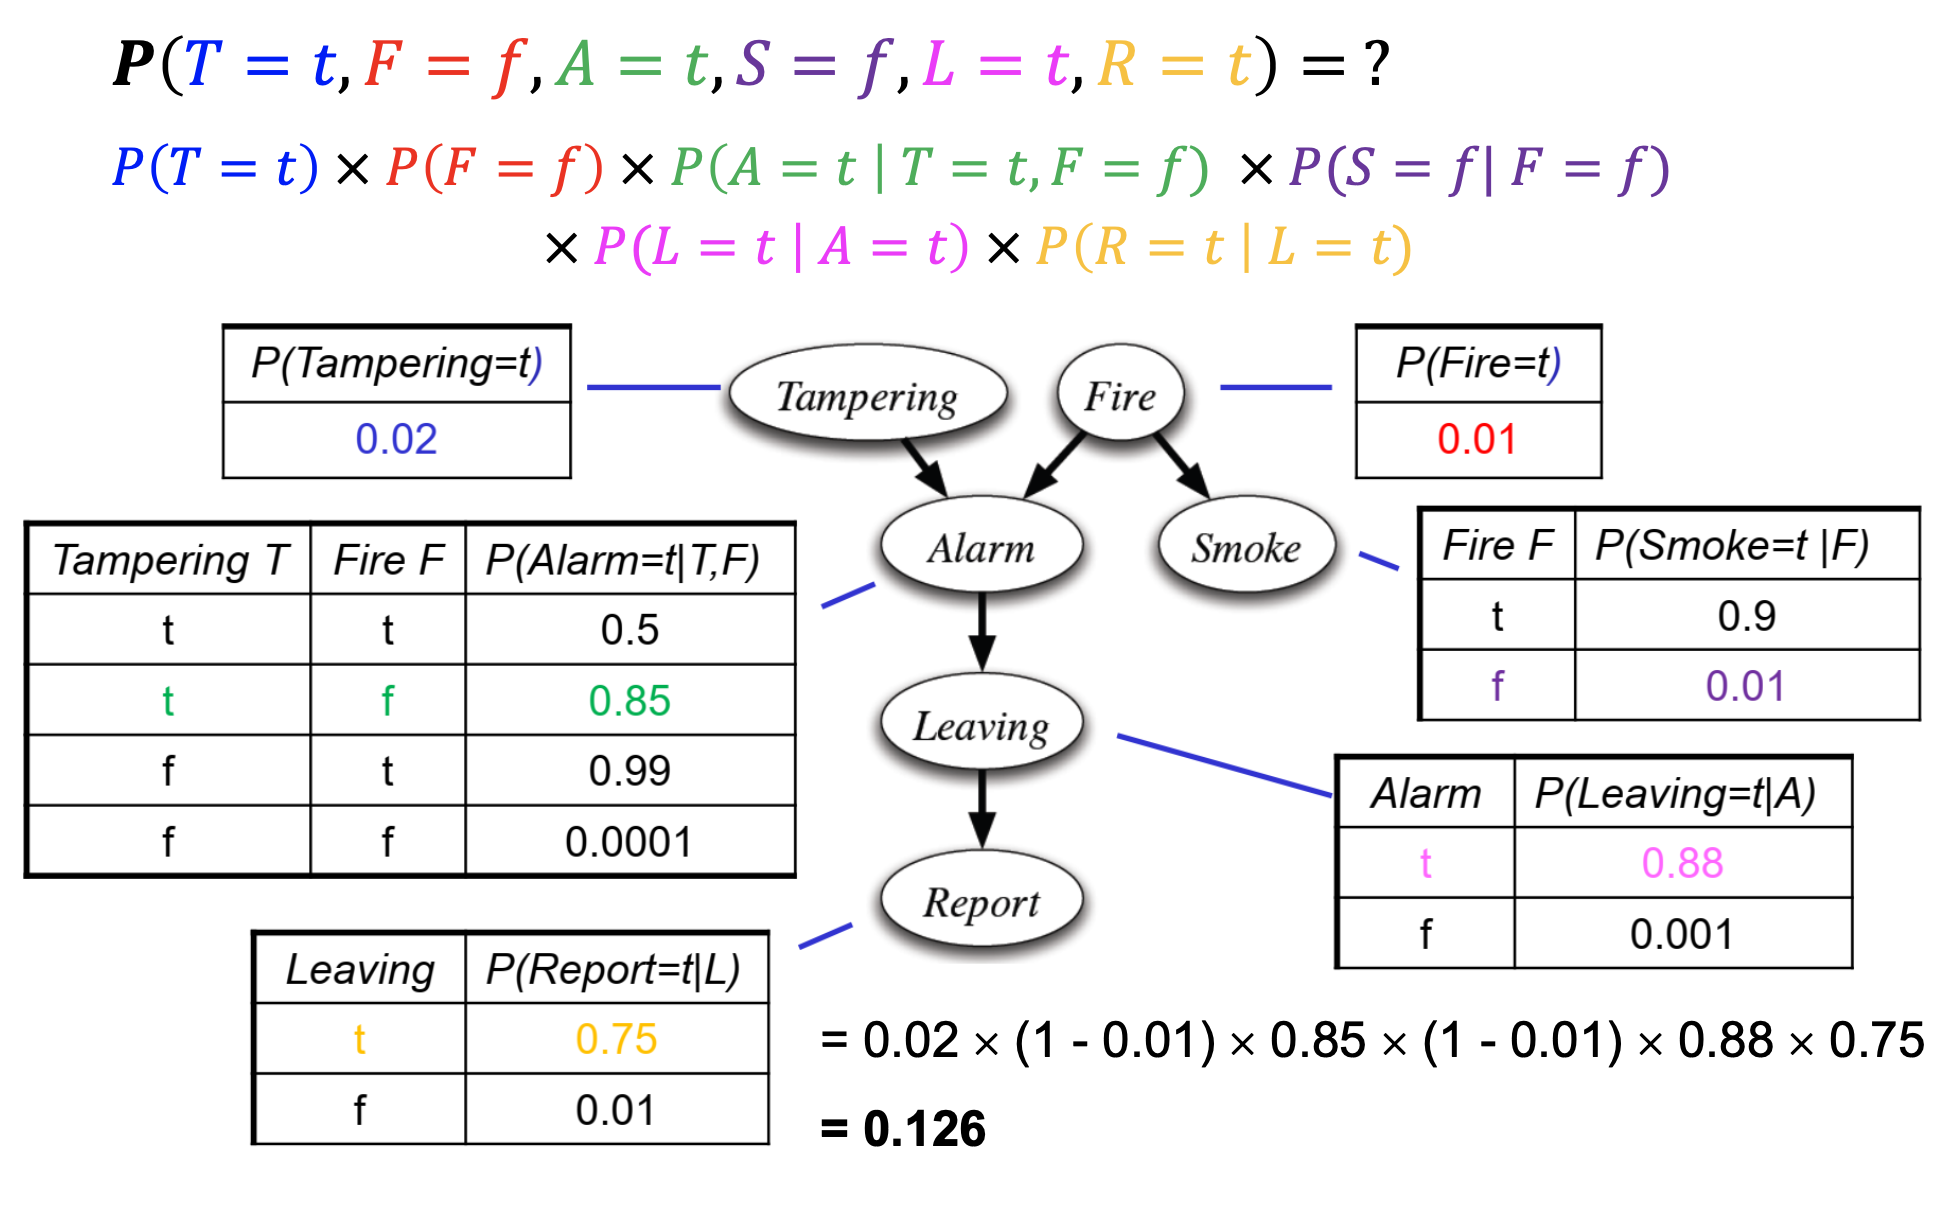 P(T = t, F = f, A = t, S = f, L = t, R = t) = ?
P(T = t) × P(F = f) × P(A = t | T = t, F = f) × P(S = f| F = f)
× P(L = t | A = t) × P(R = t | L = t)
P(Tampering=t)
0.02
Tampering
Fire
P(Fire=t)
0.01
Tampering T Fire F P(Alarm=t|T,F)
t t 0.5
t f 0.85
f t 0.99
f f 0.0001
Alarm
Smoke
Fire F P(Smoke=t |F)
t 0.9
f 0.01
Leaving
Alarm P(Leaving=t|A)
t 0.88
f 0.001
Report
Leaving P(Report=t|L)
t 0.75
f 0.01
= 0.02 × (1 - 0.01) × 0.85 × (1 - 0.01) × 0.88 × 0.75
= 0.126